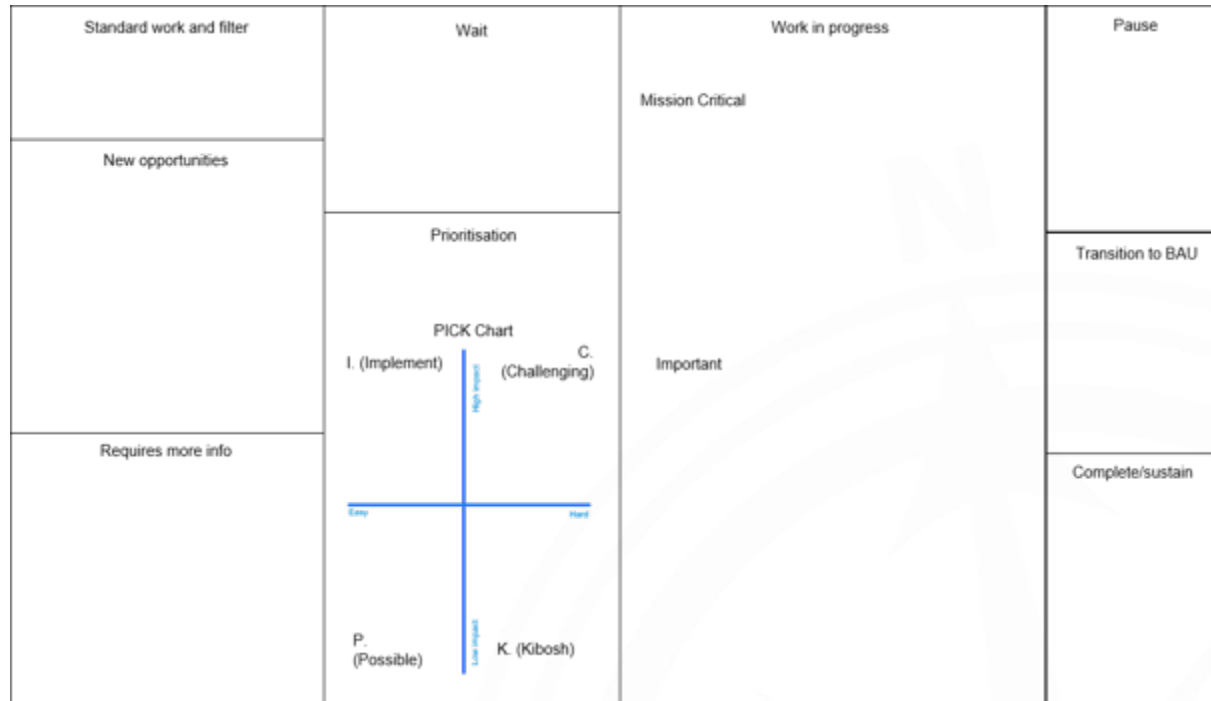 Standard work and filter
New opportunities
Requires more info
Wait
Prioritisation
PICK Chart
I. (Implement)
C.
(Challenging)
High impact
Easy
Hard
Low impact
P.
(Possible)
K. (Kibosh)
Work in progress
Mission Critical
Important
Pause
Transition to BAU
Complete/sustain
N